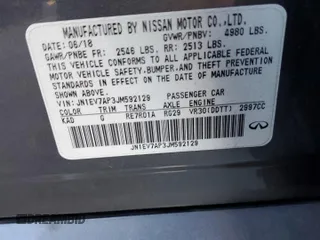 MANUFACTURED BY NISSAN MOTOR CO.,LTD.
06/18 GVWR/PNBV: 4980 LBS.
GAWR/PNBE FR: 2546 LBS. RR: 2513 LBS.
THIS VEHICLE CONFORMS TO ALL APPLICABLE FEDERAL
MOTOR VEHICLE SAFETY,BUMPER,AND THEFT PREVENTION
STANDARDS IN EFFECT ON THE DATE OF MANUFACTURE
SHOWN ABOVE.
VIN: JN1EV7AP3JM592129 PASSENGER CAR
COLOR TRIM TRANS AXLE ENGINE
KAD G RE7R01A R029 VR30(DDTT) 2997CC
JN1EV7AP3JM592129
INFINITI
AUTOBIDMASTER